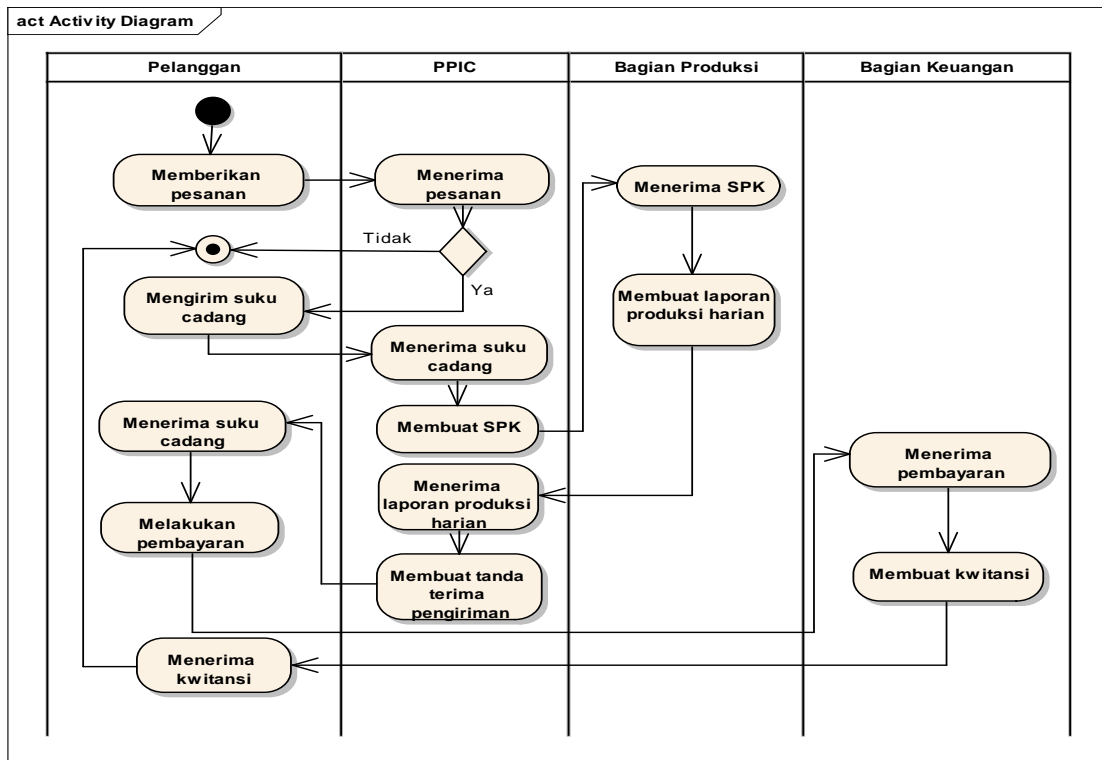 act Activity Diagram
Pelanggan
PPIC
Bagian Produksi
Bagian Keuangan
Memberikan
pesanan
Menerima
pesanan
Menerima SPK
Tidak
Ya
Mengirim suku
cadang
Membuat laporan
produksi harian
Menerima suku
cadang
Membuat SPK
Menerima suku
cadang
Menerima
pembayaran
Menerima
laporan produksi
harian
Melakukan
pembayaran
Membuat tanda
terima
pengiriman
Membuat kwitansi
Menerima
kwitansi